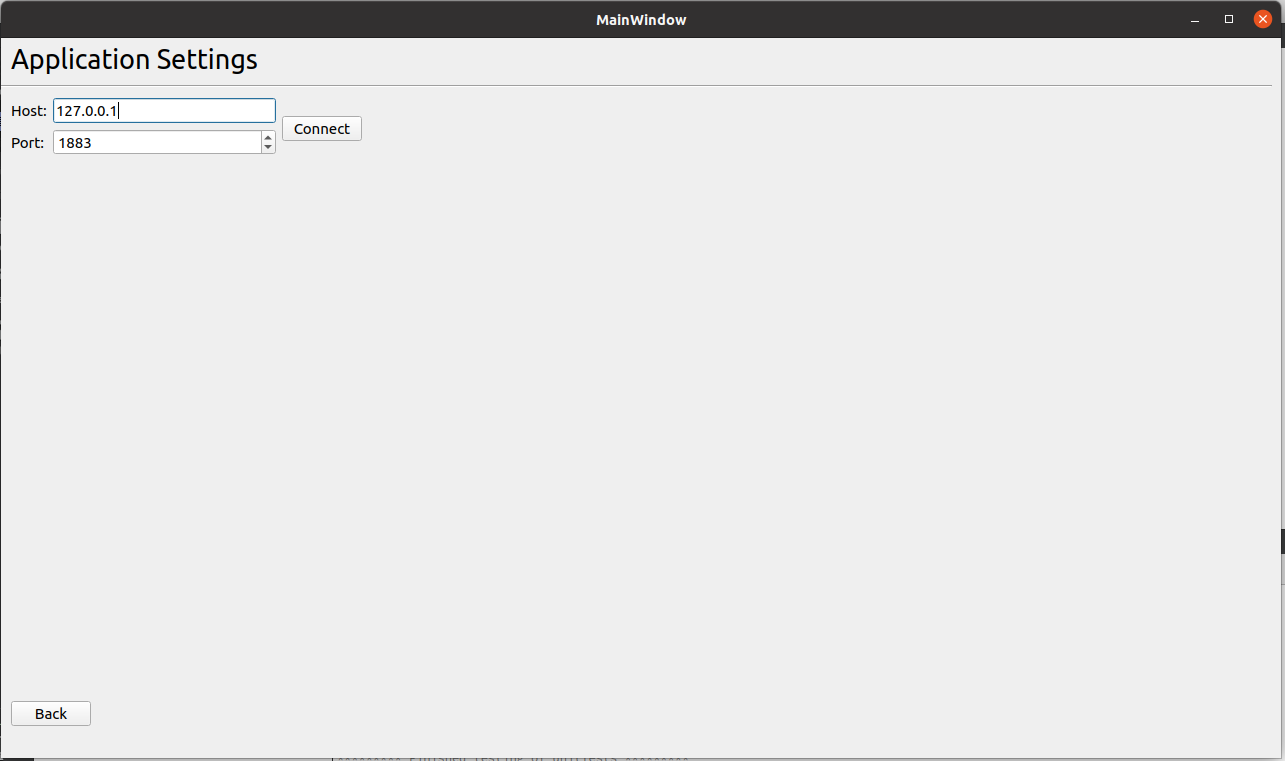 MainWindow
Application Settings
Host: 127.0.0.1
Port: 1883
Connect
Back